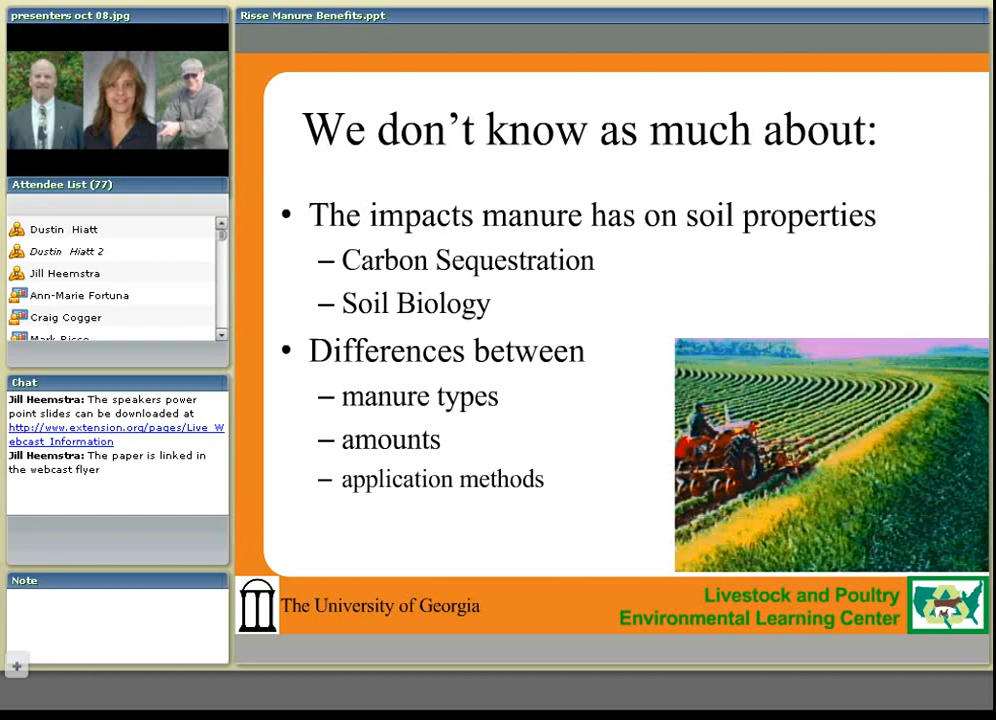 presenters oct 08.jpg
Attendee List (77)
Dustin Hiatt
Dustin Hiatt 2
Jill Heemstra
Ann-Marie Fortuna
Craig Cogger
Mark Risse
Chat
Jill Heemstra: The speakers power
point slides can be downloaded at
http://www.extension.org/pages/Live_W
ebcast_Information
Jill Heemstra: The paper is linked in
the webcast flyer
Note
Risse Manure Benefits.ppt
We don't know as much about:
• The impacts manure has on soil properties
– Carbon Sequestration
– Soil Biology
• Differences between
– manure types
– amounts
– application methods
The University of Georgia
Livestock and Poultry
Environmental Learning Center